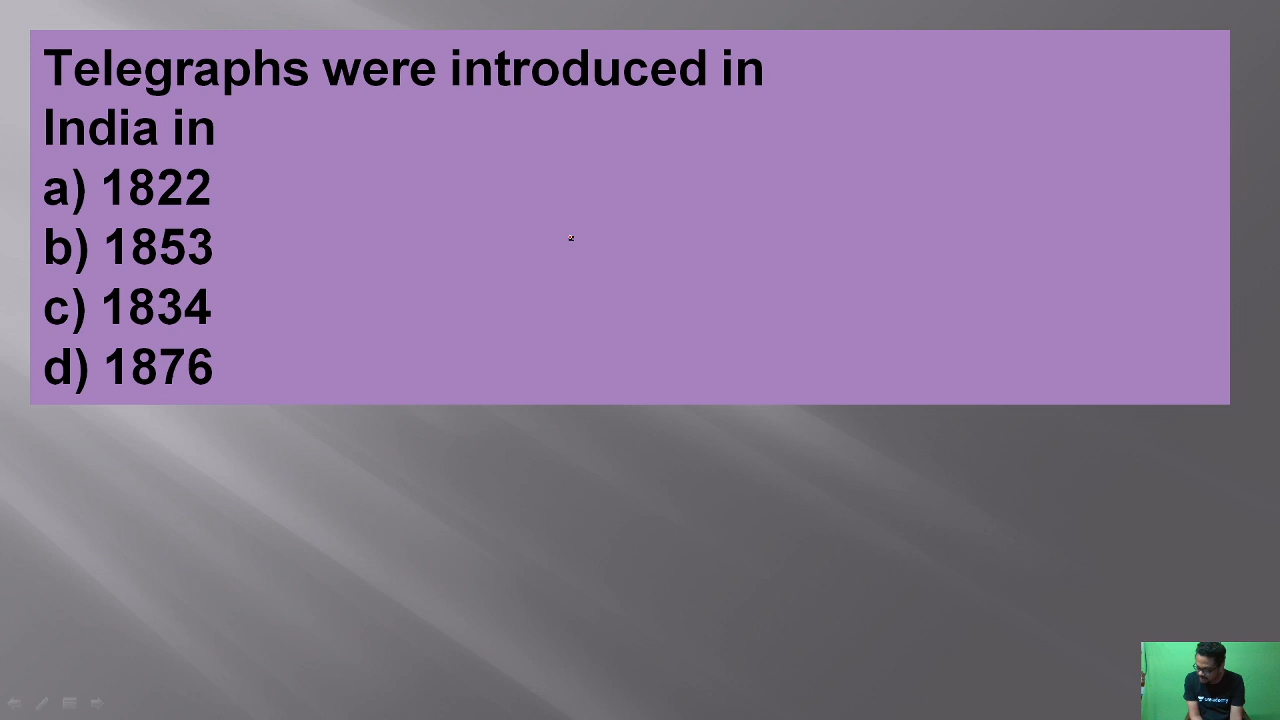 Telegraphs were introduced in
India in
a) 1822
b) 1853
c) 1834
d) 1876